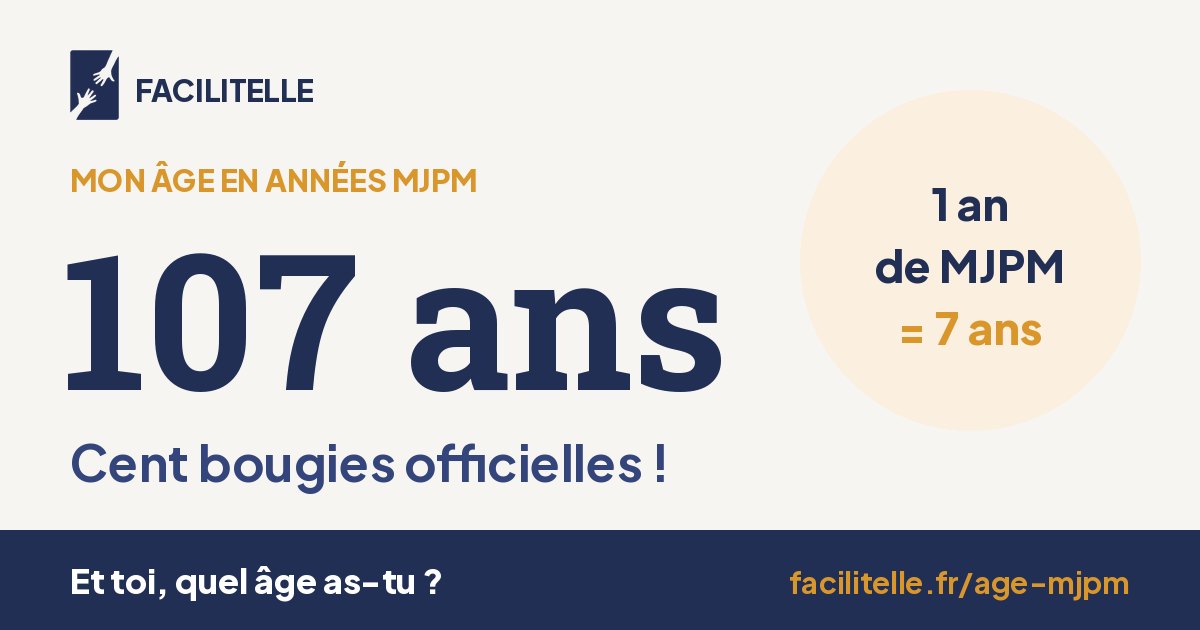 FACILITELLE
MON ÂGE EN ANNÉES MJPM
107 ans
Cent bougies officielles !
1 an
de MJPM
= 7 ans
Et toi, quel âge as-tu ?
facilitelle.fr/age-mjpm